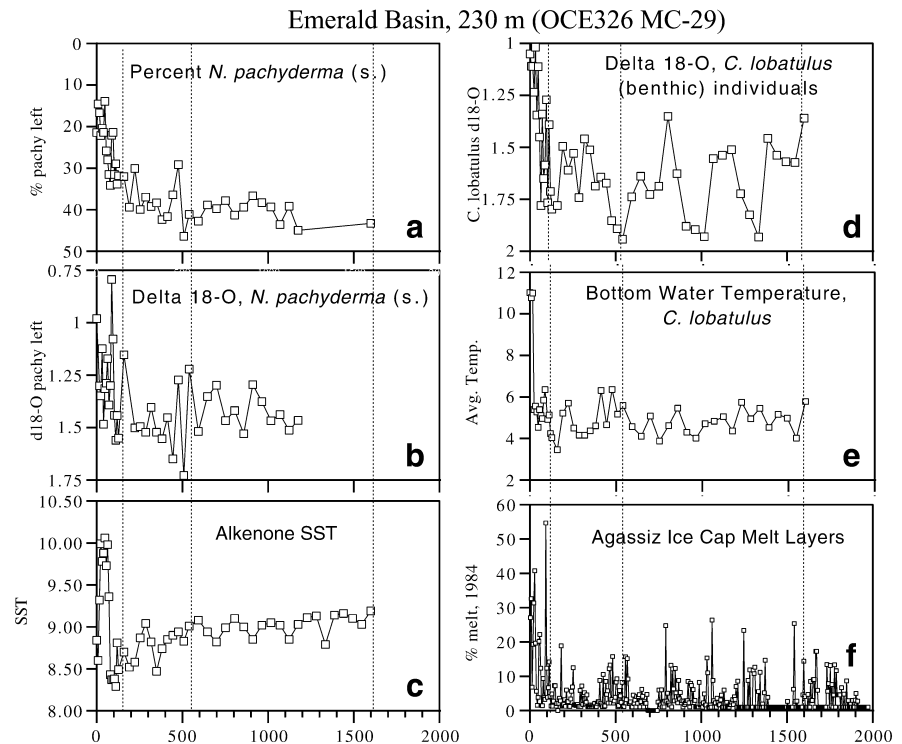 Emerald Basin, 230 m (OCE326 MC-29)
0
10
20
30
40
50
% pachy left
Percent N. pachyderma (s.)
a
0.75
1
1.25
1.5
1.75
d18-O pachy left
Delta 18-O, N. pachyderma (s.)
b
10.50
10.00
9.50
9.00
8.50
8.00
SST
Alkenone SST
c
0 500 1000 1500 2000
1
1.25
1.5
1.75
2
C. lobatulus d18-O
Delta 18-O, C. lobatulus
(benthic) individuals
d
12
10
8
6
4
2
Avg. Temp.
Bottom Water Temperature,
C. lobatulus
e
60
50
40
30
20
10
0
% melt, 1984
Agassiz Ice Cap Melt Layers
f
0 500 1000 1500 2000